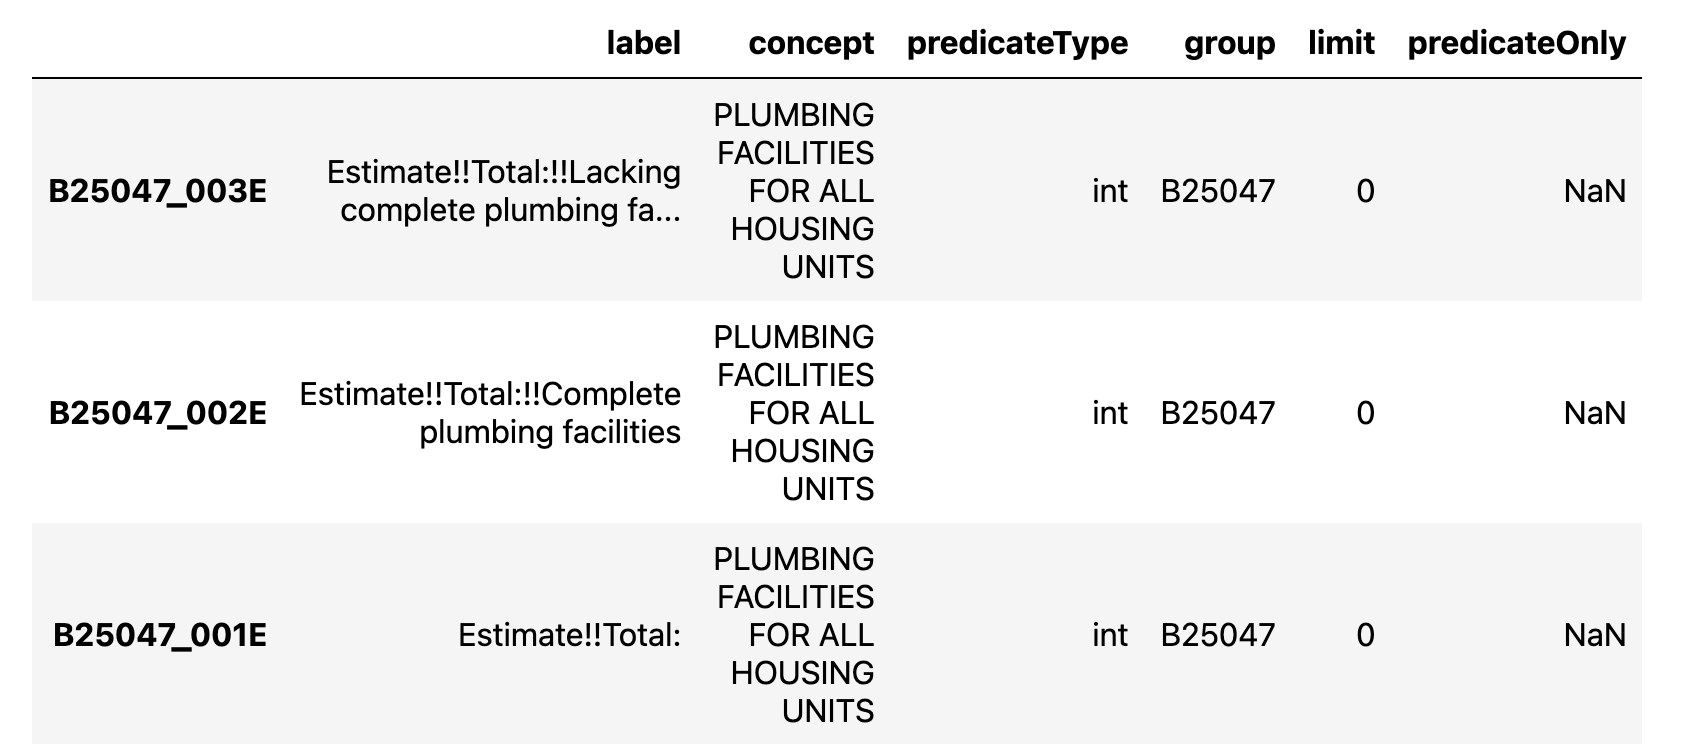 label concept predicateType group limit predicateOnly
PLUMBING
FACILITIES
B25047_003E Estimate!!Total:!!Lacking complete plumbing fa... FOR ALL int B25047 0 NaN
HOUSING
UNITS
PLUMBING
FACILITIES
B25047_002E Estimate!!Total:!!Complete plumbing facilities FOR ALL int B25047 0 NaN
HOUSING
UNITS
PLUMBING
FACILITIES
B25047_001E Estimate!!Total: FOR ALL int B25047 0 NaN
HOUSING
UNITS